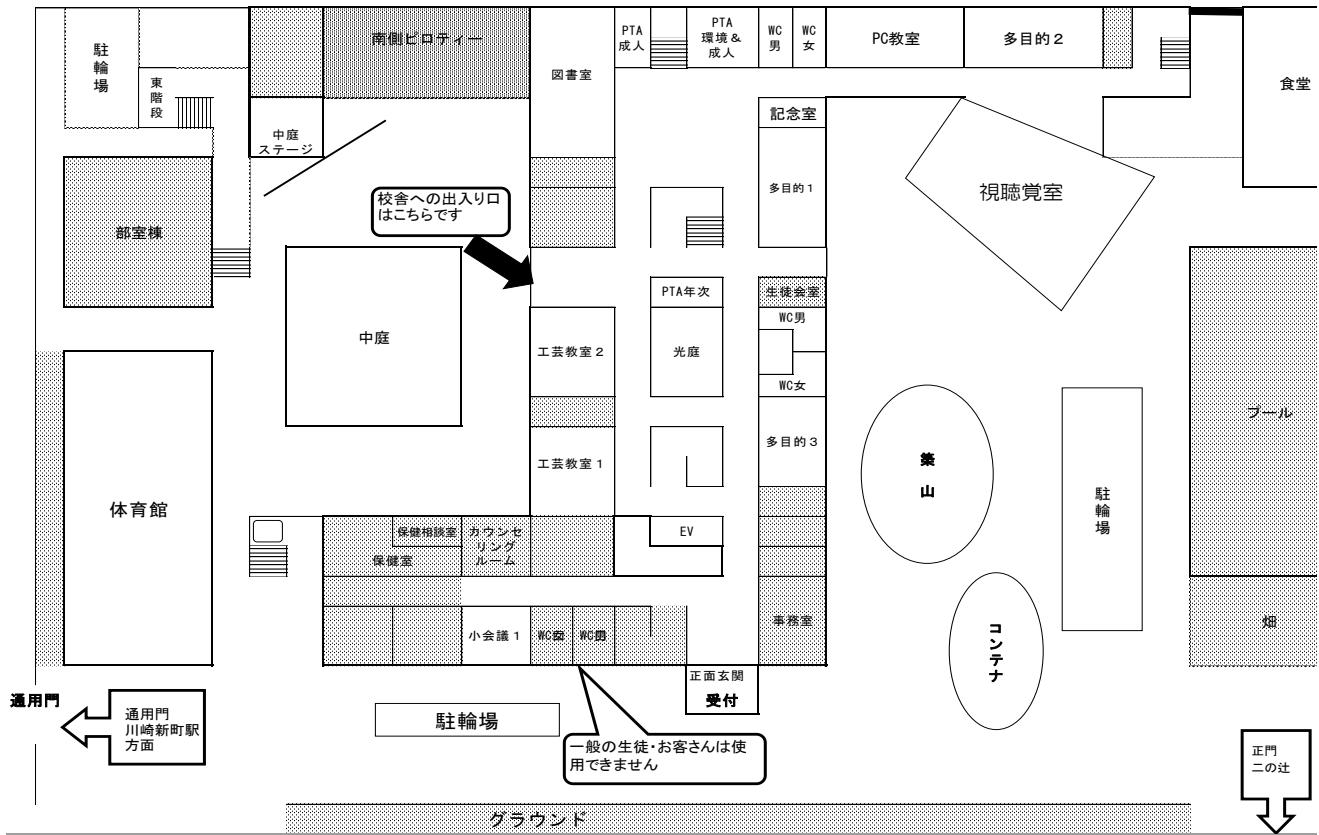 駐輪場
東階段
南側ピロティー
図書室
PTA
成人
PTA
環境&
成人
WC
男
WC
女
PC教室
多目的２
食堂
中庭
ステージ
記念室
多目的１
視聴覚室
校舎への出入り口
はこちらです
部室棟
中庭
PTA年次
生徒会室
WC男
工芸教室２
光庭
WC女
プール
工芸教室１
多目的３
築山
駐輪場
体育館
保健相談室
保健室
カウンセ
リング
ルーム
EV
小会議１
WC
WC
事務室
コンテナ
畑
正面玄関
受付
通用門
通用門
川崎新町駅
方面
駐輪場
一般の生徒・お客さんは使
用できません
正門
二の辻
グラウンド